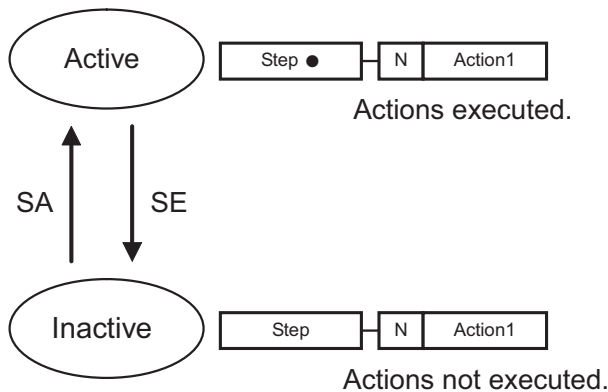 Active
Step ● N Action1
Actions executed.
SA SE
Inactive
Step N Action1
Actions not executed.